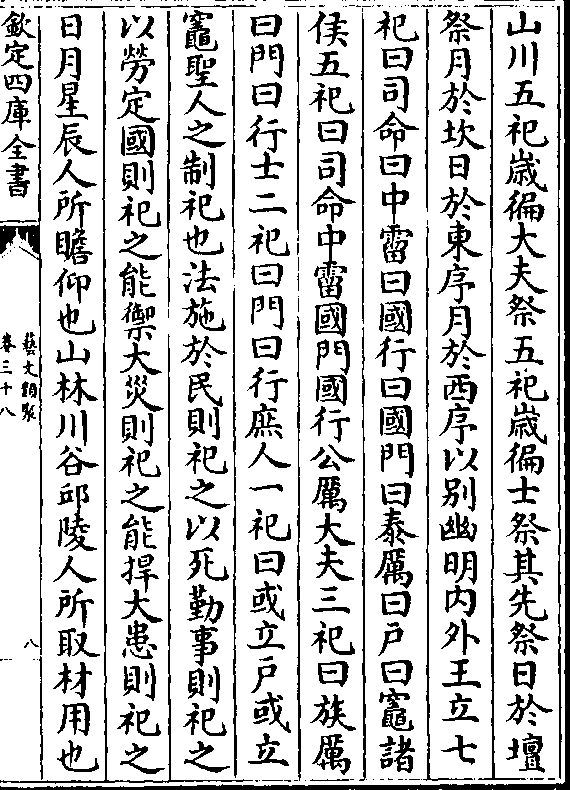 山川五祀歲徧大夫祭五祀歲徧士祭其先祭日於壇
祭月於坎日於東序月於西序以别幽明内外王立七
祀曰司命曰中霤曰國行曰國門曰泰厲曰戶曰竈諸
侯五祀曰司命中霤國門國行公厲大夫三祀曰族厲
曰門曰行士二祀曰門曰行庶人一祀曰或立戶或立
竈聖人之制祀也法施於民則祀之以死勤事則祀之
以勞定國則祀之能禦大災則祀之能捍大患則祀之
日月星辰人所瞻仰也山林川谷邱陵人所取材用也
欽定四庫全書
藝文類聚
卷三十八
八